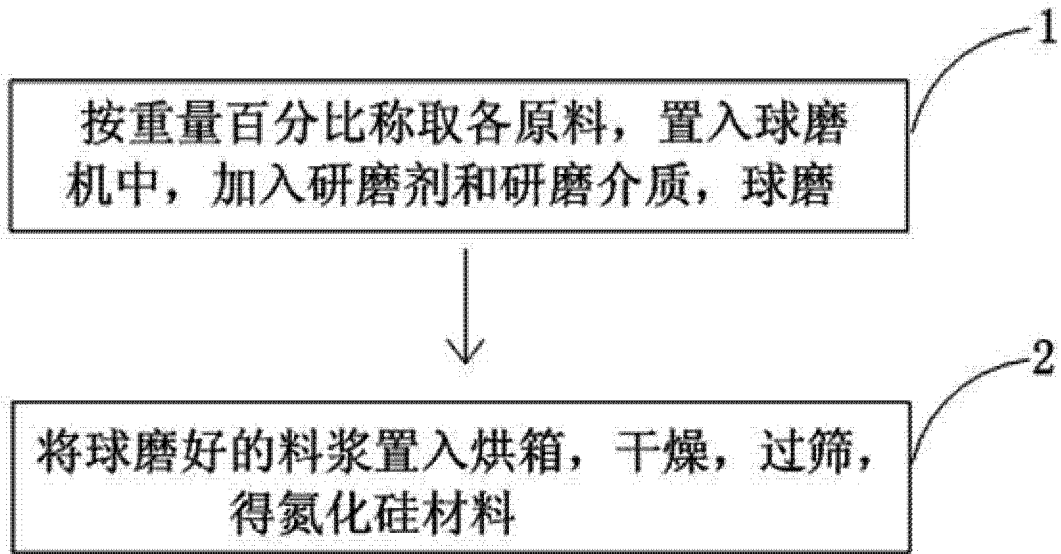 1
按重量百分比称取各原料，置入球磨
机中，加入研磨剂和研磨介质，球磨
2
将球磨好的料浆置入烘箱，干燥，过筛，
得氮化硅材料